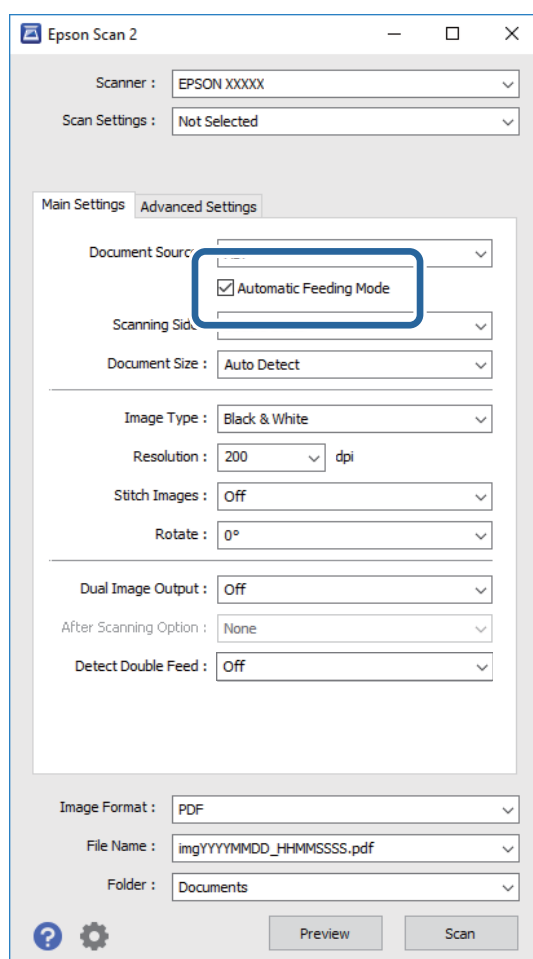 Epson Scan 2
Scanner : EPSON XXXXX
Scan Settings : Not Selected
Main Settings Advanced Settings
Document
Automatic Feeding Mode
Scanning
Document Size : Auto Detect
Image Type : Black & White
Resolution : 200 dpi
Stitch Images : Off
Rotate : 0°
Dual Image Output : Off
After Scanning Option : None
Detect Double Feed : Off
Image Format : PDF
File Name : imgYYYYMMDD_HHMMSSSS.pdf
Folder : Documents
? Preview Scan